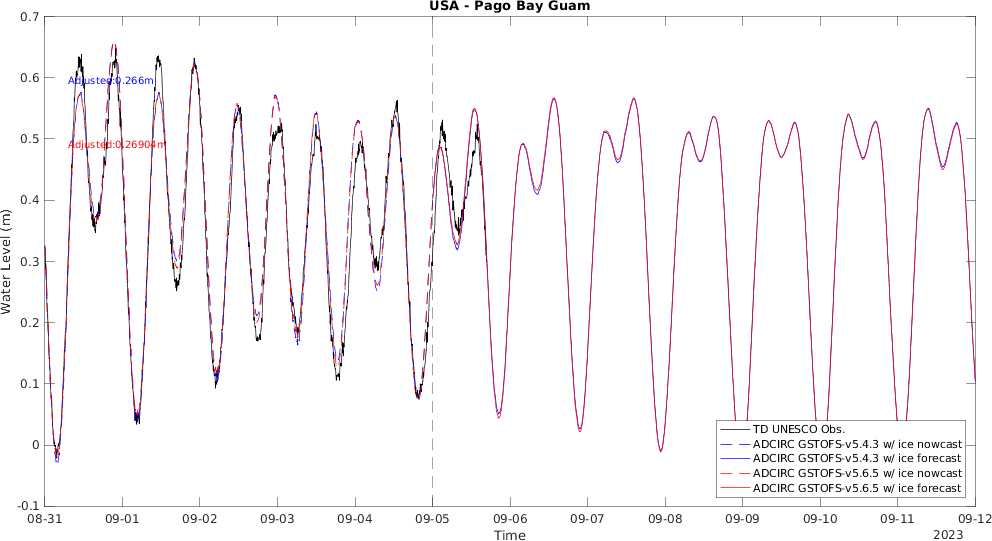 USA - Pago Bay Guam
0.7
0.6
0.5
0.4
0.3
0.2
0.1
0
-0.1
Water Level (m)
Adjusted:0.266m
Adjusted:0.26904m
TD UNESCO Obs.
ADCIRC GSTOFS-v5.4.3 w/ ice nowcast
ADCIRC GSTOFS-v5.4.3 w/ ice forecast
ADCIRC GSTOFS-v5.6.5 w/ ice nowcast
ADCIRC GSTOFS-v5.6.5 w/ ice forecast
08-31 09-01 09-02 09-03 09-04 09-05 09-06 09-07 09-08 09-09 09-10 09-11 09-12
Time
2023